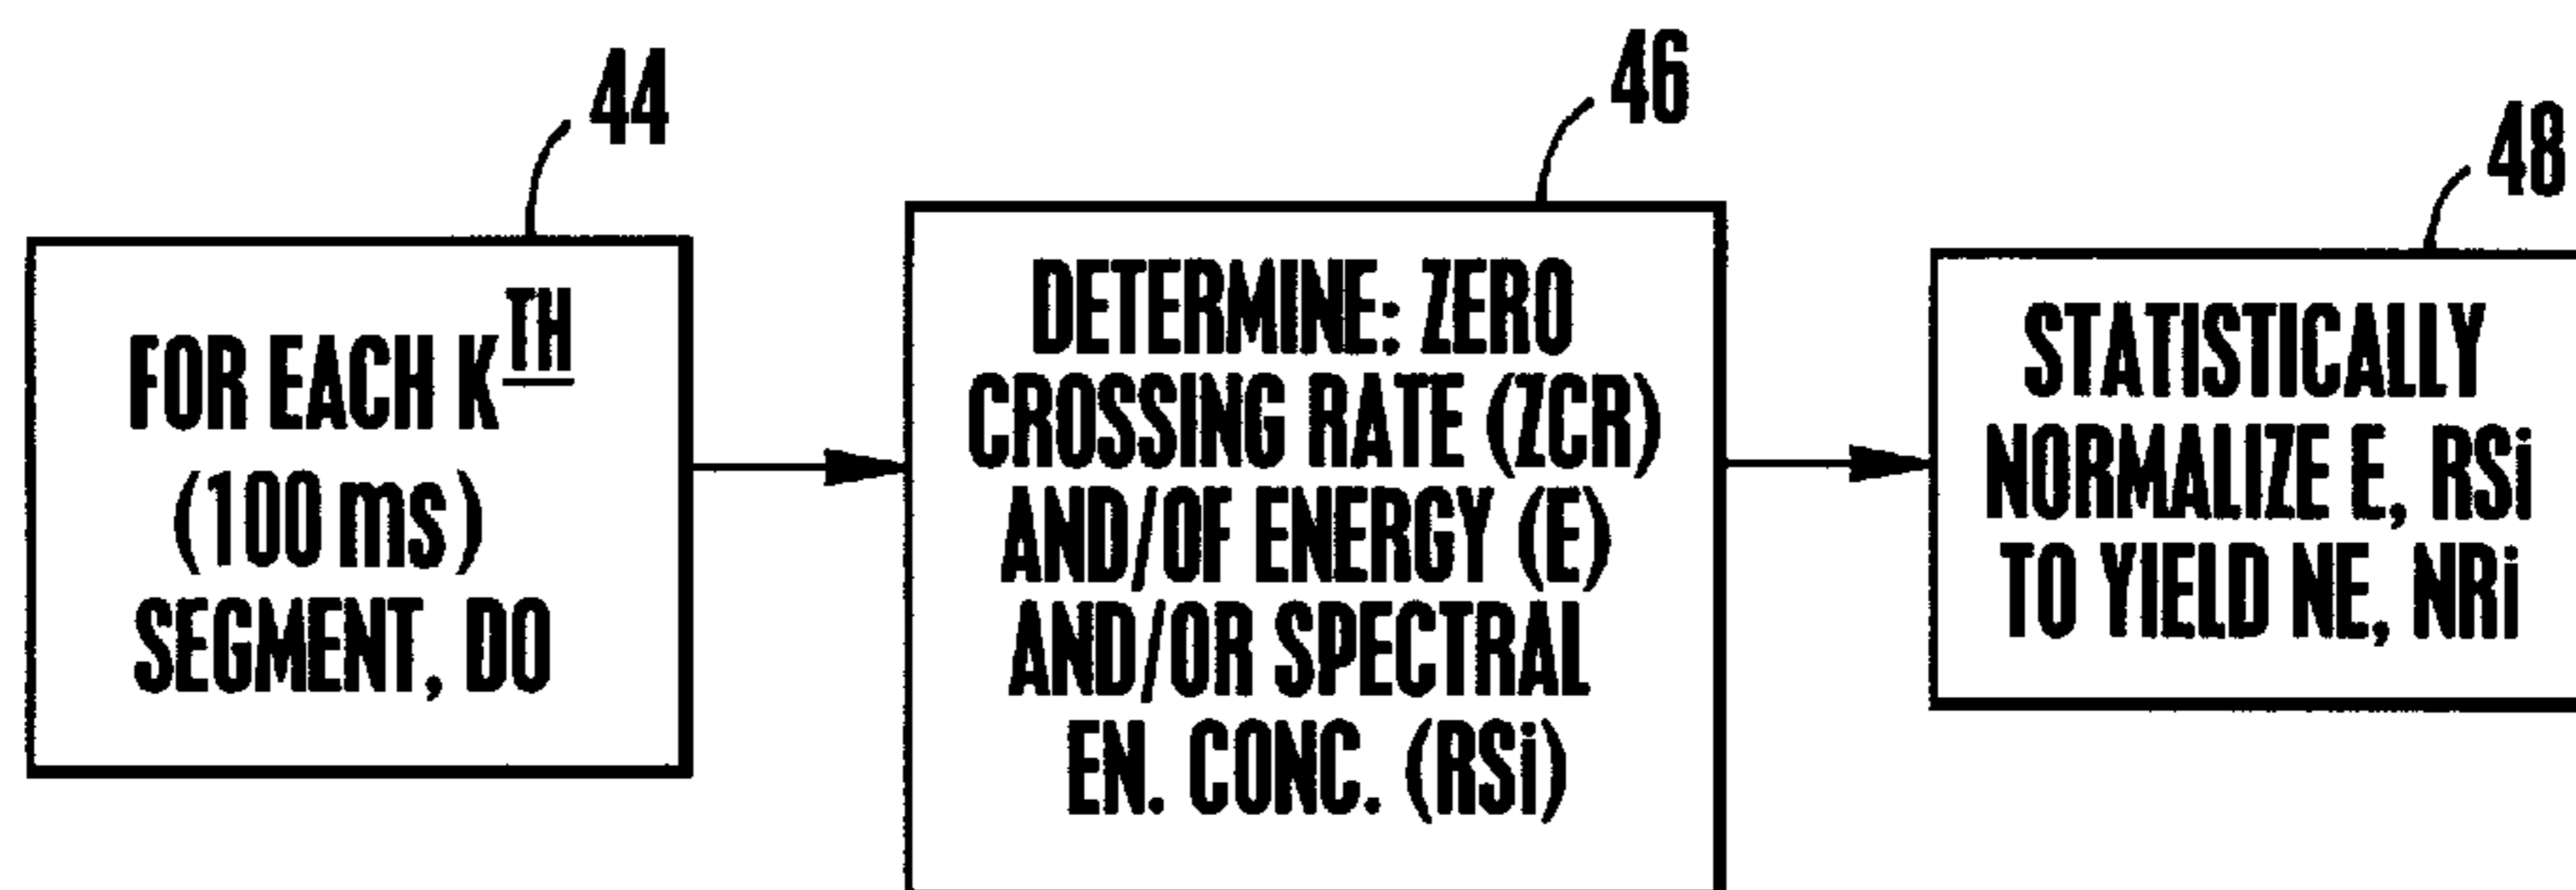 44
FOR EACH KTH
(100 ms)
SEGMENT, DO
46
DETERMINE: ZERO
CROSSING RATE (ZCR)
AND/OF ENERGY (E)
AND/OR SPECTRAL
EN. CONC. (RSi)
48
STATISTICALLY
NORMALIZE E, RSi
TO YIELD NE, NRi